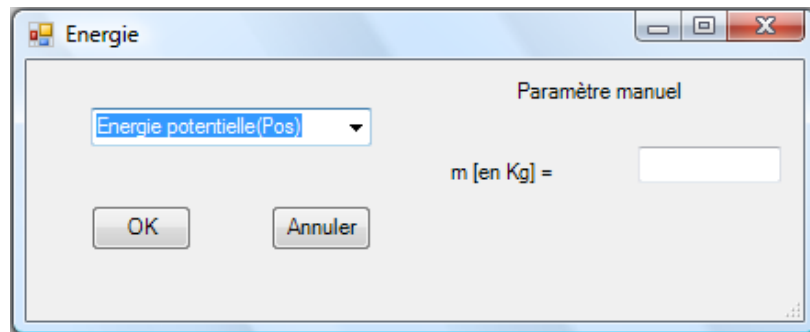 Energie
Paramètre manuel
Energie potentielle(Pos)
m [en Kg] =
OK
Annuler